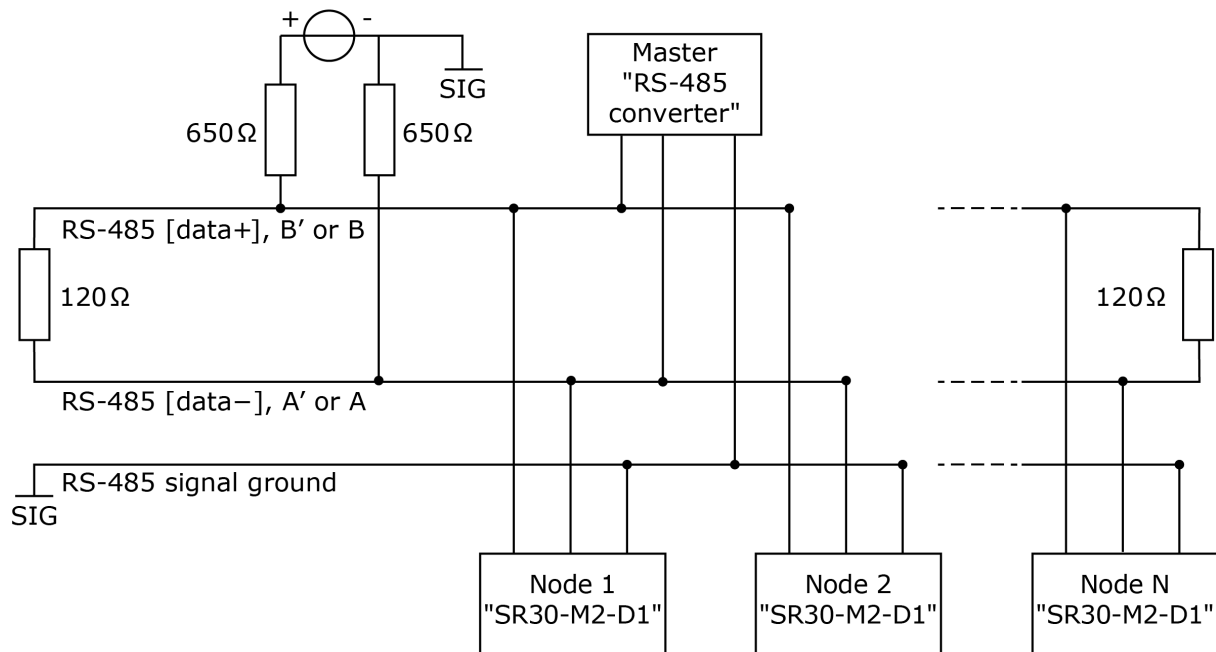 + -
SIG
650Ω
650Ω
Master
"RS-485
converter"
RS-485 [data+], B’ or B
120Ω
120Ω
RS-485 [data−], A’ or A
RS-485 signal ground
SIG
Node 1
"SR30-M2-D1"
Node 2
"SR30-M2-D1"
Node N
"SR30-M2-D1"